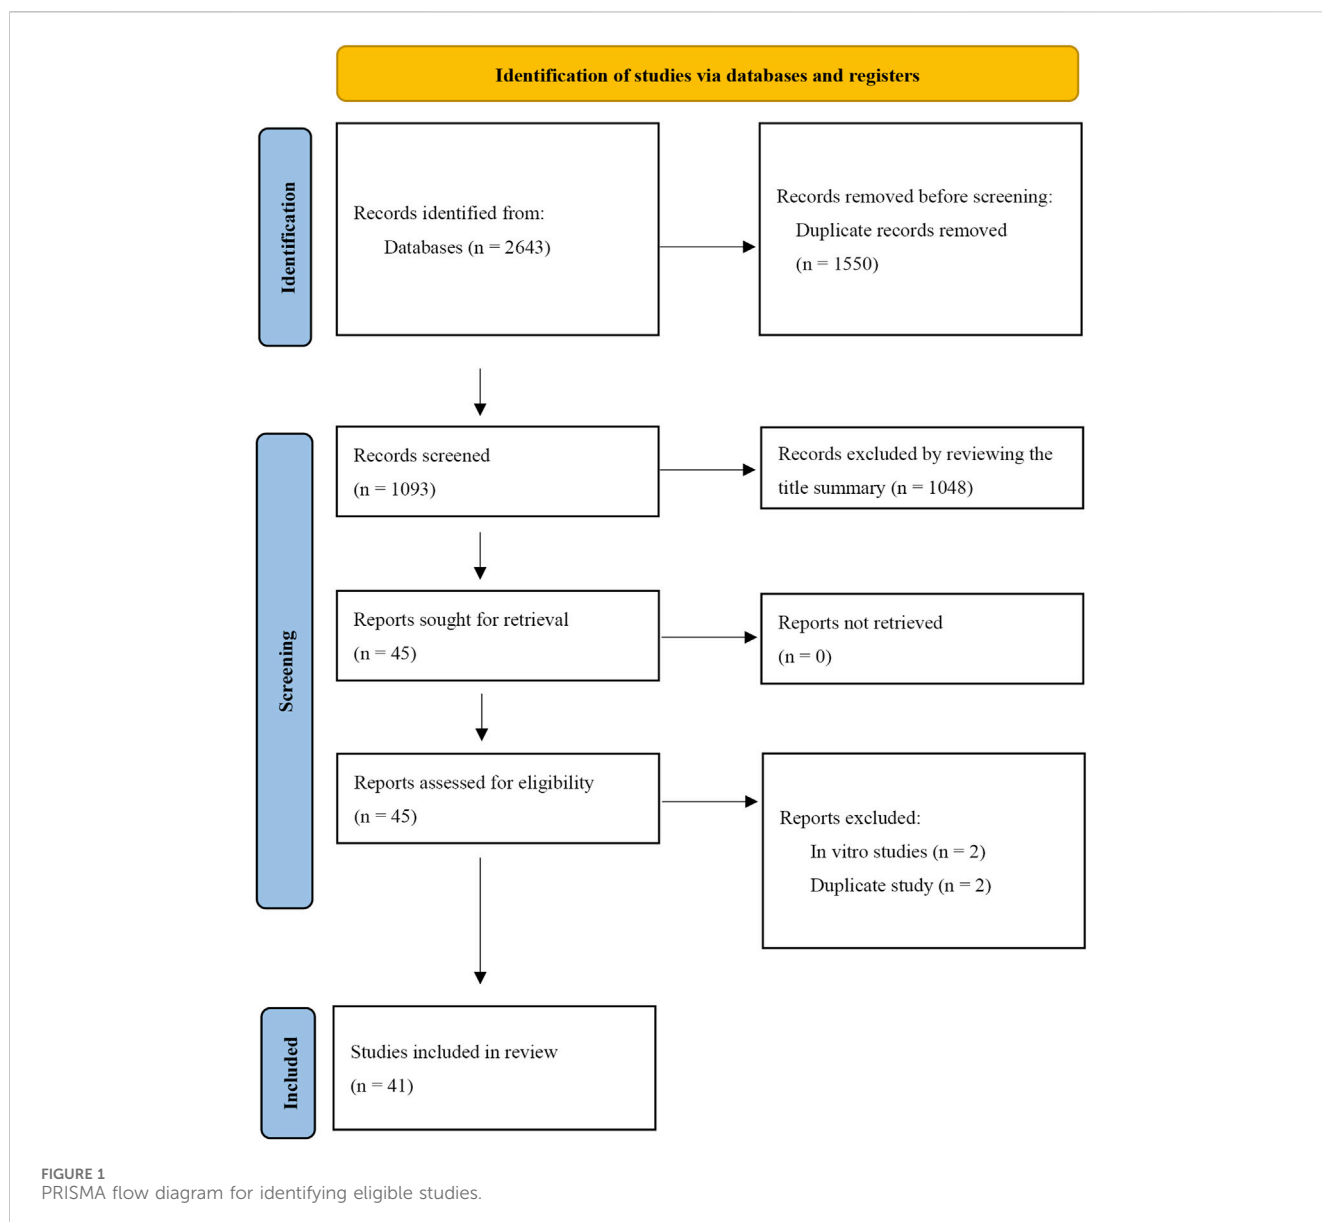 Identification of studies via databases and registers
Identification
Records identified from:
Databases (n = 2643)
Records removed before screening:
Duplicate records removed
(n = 1550)
Screening
Records screened
(n = 1093)
Records excluded by reviewing the
title summary (n = 1048)
Reports sought for retrieval
(n = 45)
Reports not retrieved
(n = 0)
Reports assessed for eligibility
(n = 45)
Reports excluded:
In vitro studies (n = 2)
Duplicate study (n = 2)
Included
Studies included in review
(n = 41)
FIGURE 1
PRISMA flow diagram for identifying eligible studies.